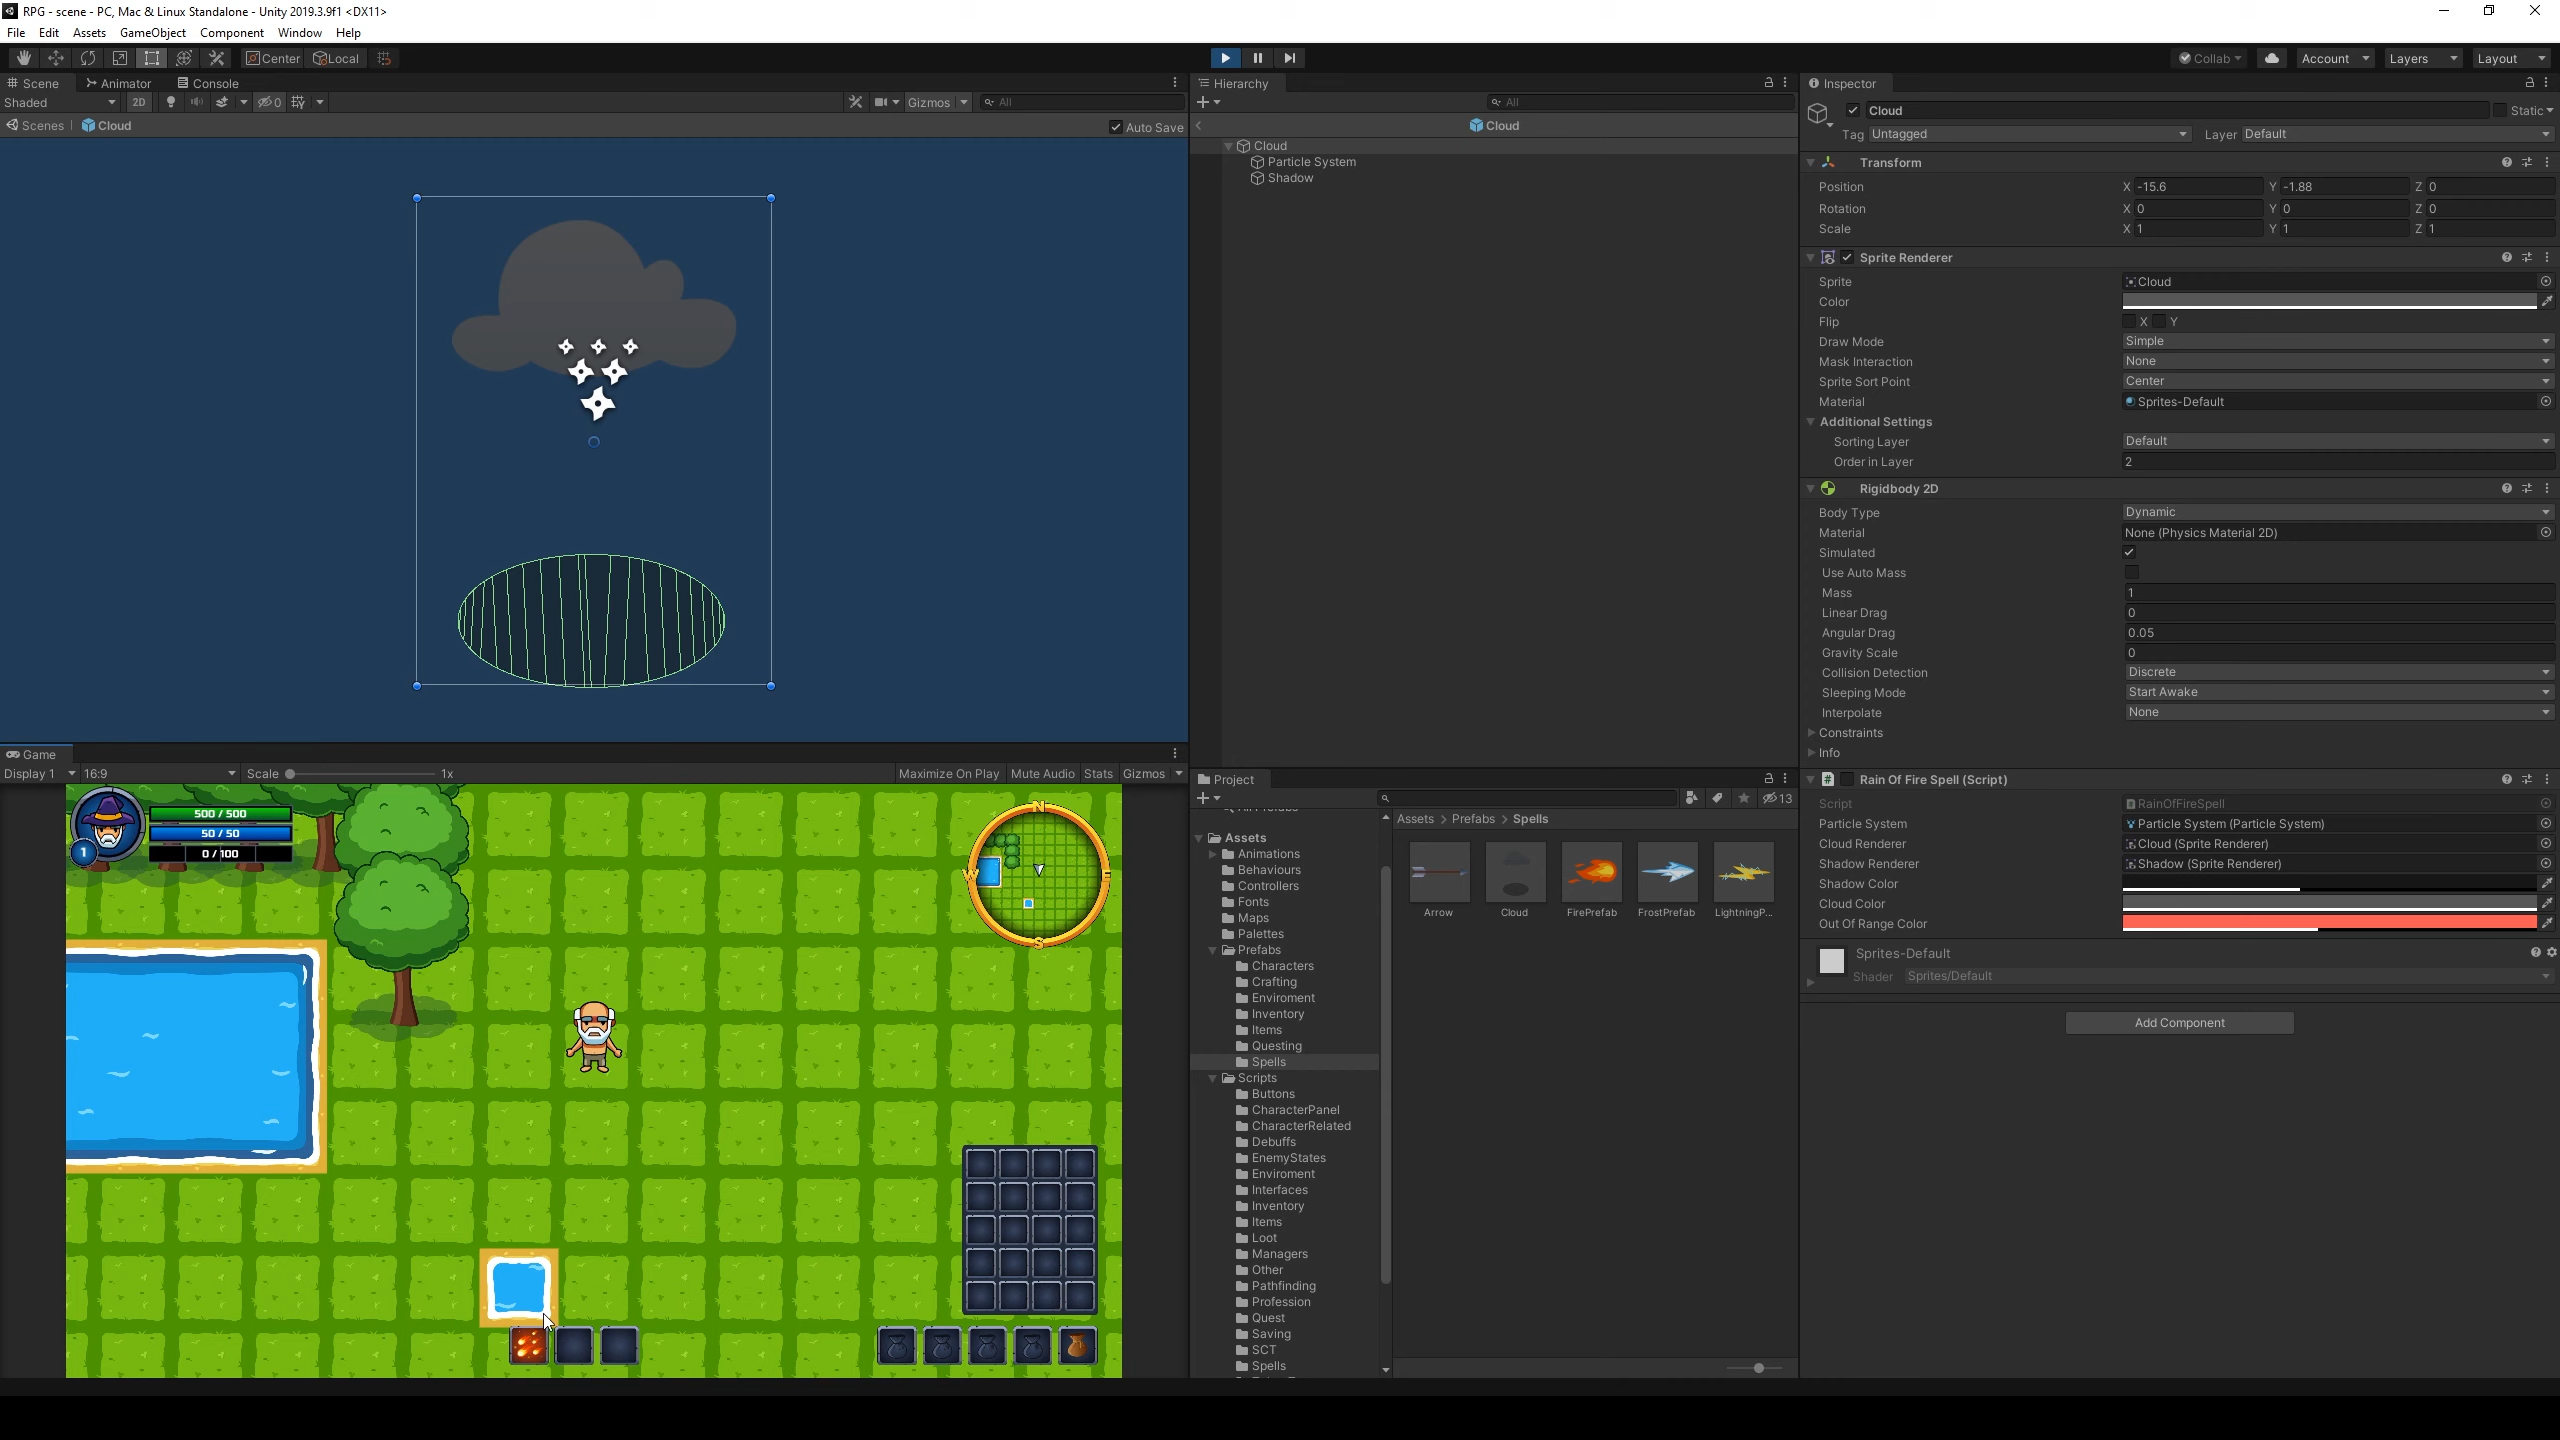 RPG - scene - PC, Mac & Linux Standalone - Unity 2019.3.9f1 <DX11>
File Edit Assets GameObject Component Window Help
Center Local
Collab Account Layers Layout
Scene Animator Console
Shaded 2D 0 Gizmos All
Scenes Cloud Auto Save
Game
Display 1 16:9 Scale 1x Maximize On Play Mute Audio Stats Gizmos
500 / 500
50 / 50
0 / 100
1
N
W
E
S
Hierarchy
All
Cloud
Cloud
Particle System
Shadow
Project
13
Assets
Animations
Behaviours
Controllers
Fonts
Maps
Palettes
Prefabs
Characters
Crafting
Enviroment
Inventory
Items
Questing
Spells
Scripts
Buttons
CharacterPanel
CharacterRelated
Debuffs
EnemyStates
Enviroment
Interfaces
Inventory
Items
Loot
Managers
Other
Pathfinding
Profession
Quest
Saving
SCT
Spells
Assets > Prefabs > Spells
Arrow Cloud FirePrefab FrostPrefab LightningP...
Inspector
Cloud Static
Tag Untagged Layer Default
Transform
Position X -15.6 Y -1.88 Z 0
Rotation X 0 Y 0 Z 0
Scale X 1 Y 1 Z 1
Sprite Renderer
Sprite Cloud
Color
Flip X Y
Draw Mode Simple
Mask Interaction None
Sprite Sort Point Center
Material Sprites-Default
Additional Settings
Sorting Layer Default
Order in Layer 2
Rigidbody 2D
Body Type Dynamic
Material None (Physics Material 2D)
Simulated
Use Auto Mass
Mass 1
Linear Drag 0
Angular Drag 0.05
Gravity Scale 0
Collision Detection Discrete
Sleeping Mode Start Awake
Interpolate None
Constraints
Info
Rain Of Fire Spell (Script)
Script RainOfFireSpell
Particle System Particle System (Particle System)
Cloud Renderer Cloud (Sprite Renderer)
Shadow Renderer Shadow (Sprite Renderer)
Shadow Color
Cloud Color
Out Of Range Color
Sprites-Default
Shader Sprites/Default
Add Component